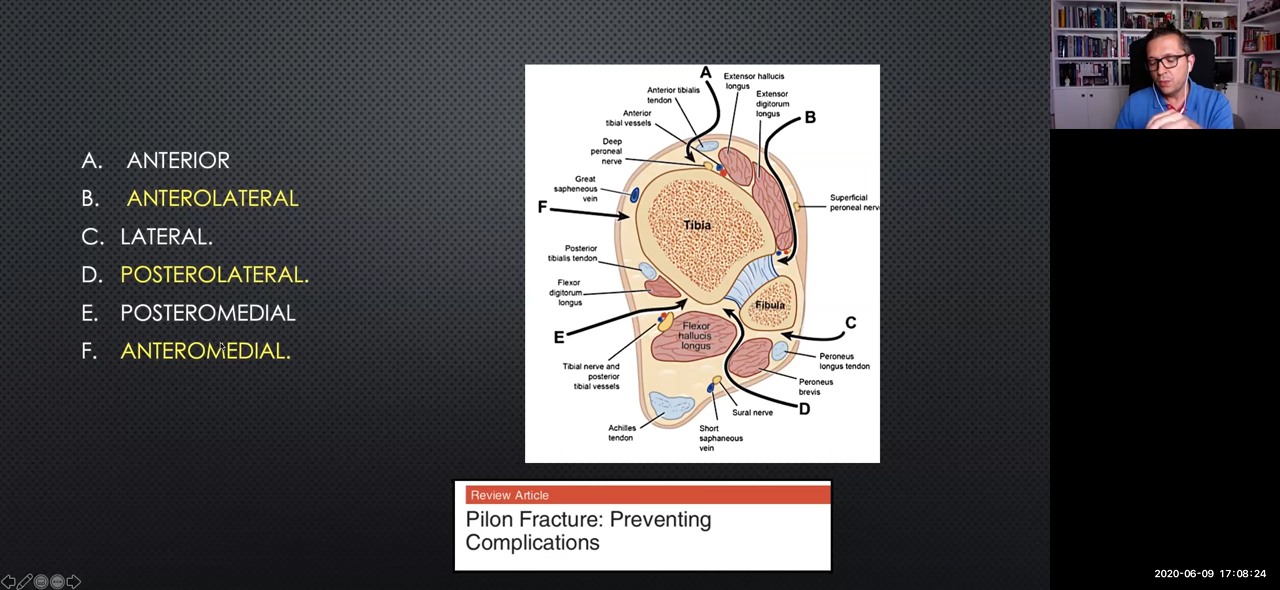 A. ANTERIOR
B. ANTEROLATERAL
C. LATERAL.
D. POSTEROLATERAL.
E. POSTEROMEDIAL
F. ANTEROMEDIAL.
A
Extensor hallucis
longus
Anterior tibialis
tendon
Extensor
digitorum
longus
Anterior
tibial vessels
B
Deep
peroneal
nerve
Great
sapheneous
vein
Superficial
peroneal nerv
F
Tibia
Posterior
tibialis tendon
Flexor
digitorum
longus
Fibula
E
Flexor
hallucis
longus
C
Tibial nerve and
posterior
tibial vessels
Peroneus
longus tendon
Peroneus
brevis
D
Sural nerve
Achilles
tendon
Short
saphaneous
vein
Review Article
Pilon Fracture: Preventing
Complications
2020-06-09 17:08:24